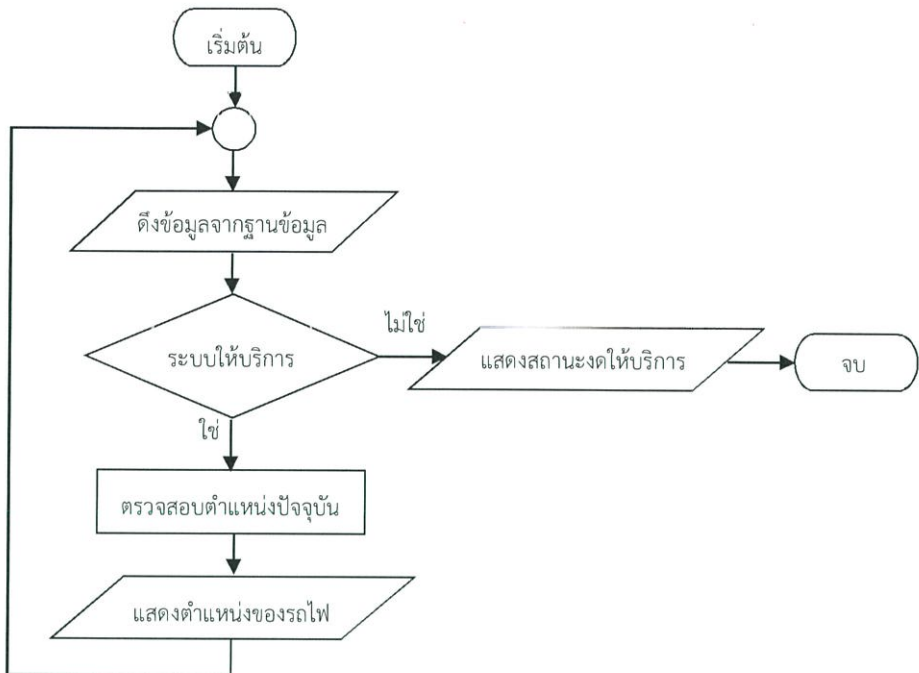 เริ่มต้น
ดึงข้อมูลจากฐานข้อมูล
ระบบให้บริการ
ไม่ใช่
แสดงสถานะงดให้บริการ
จบ
ใช่
ตรวจสอบตำแหน่งปัจจุบัน
แสดงตำแหน่งของรถไฟ